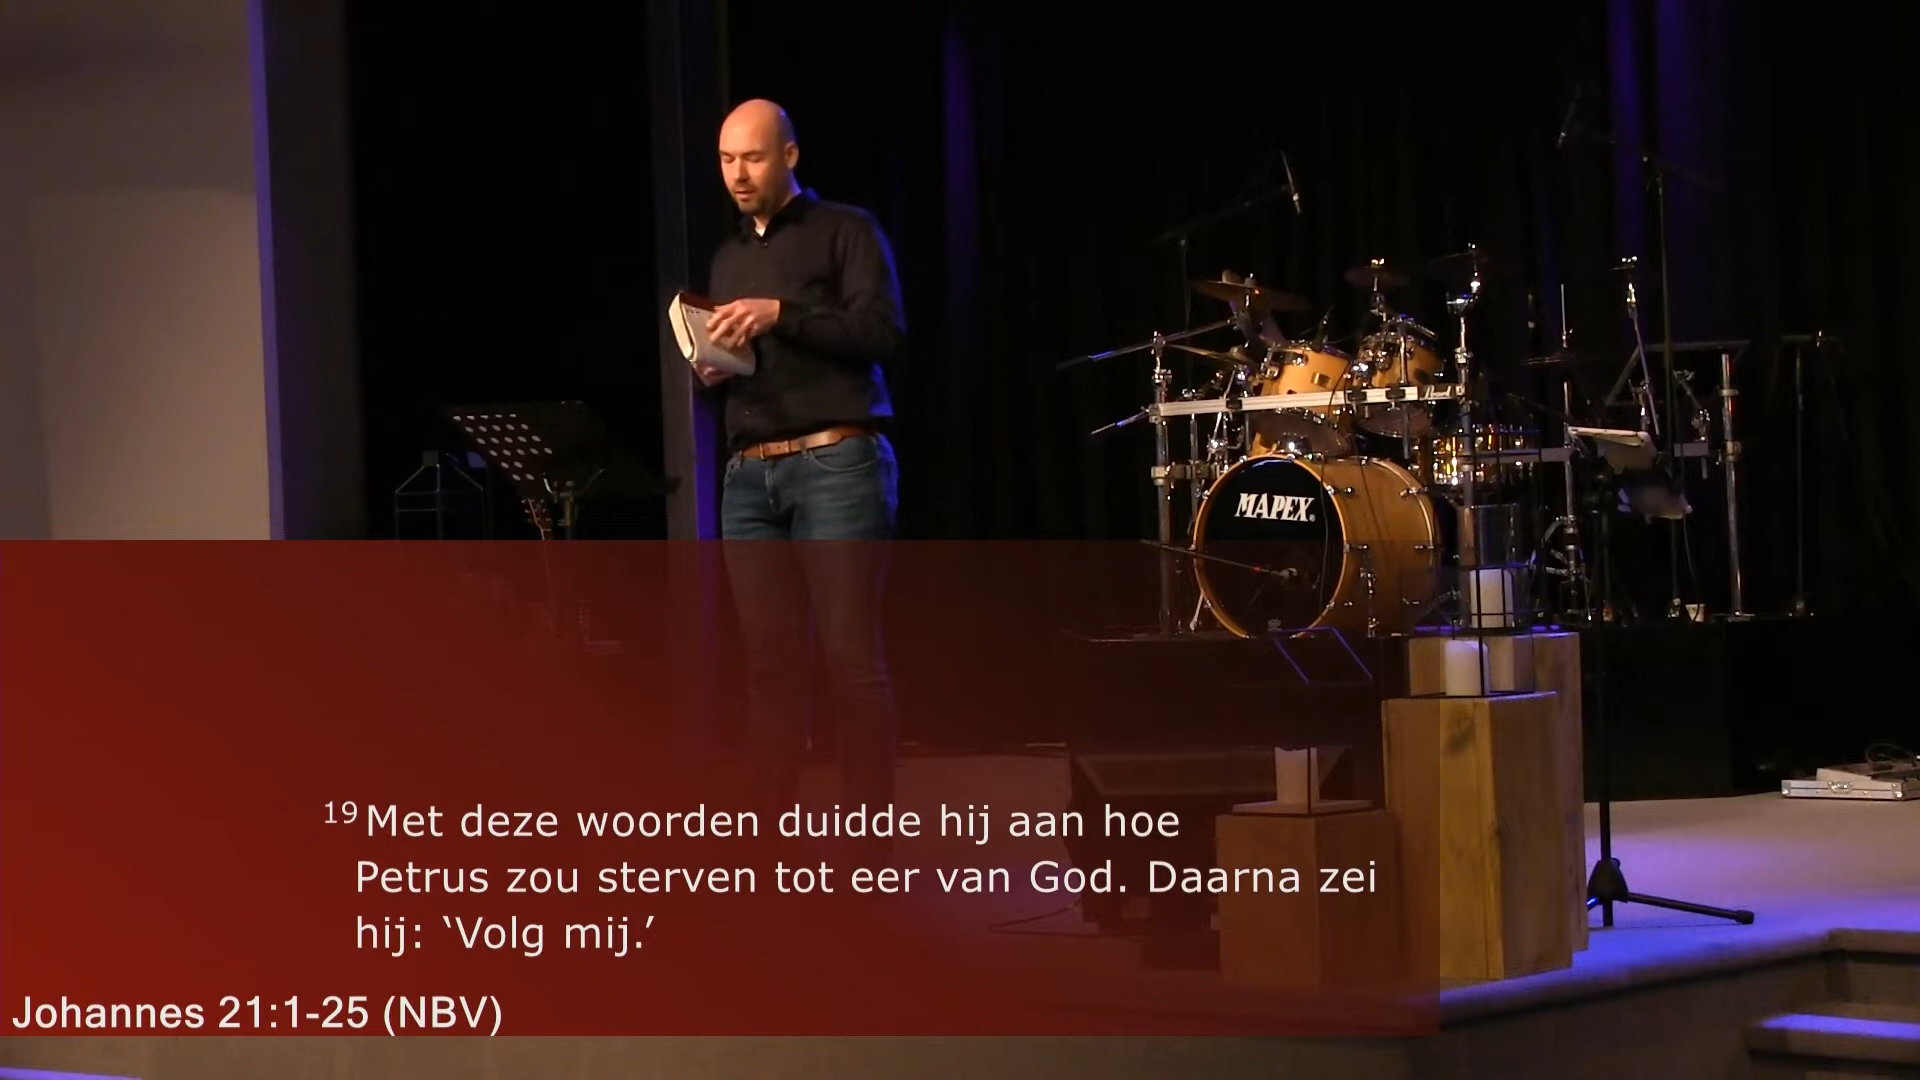 MAPEX
19 Met deze woorden duidde hij aan hoe
Petrus zou sterven tot eer van God. Daarna zei
hij: ‘Volg mij.’
Johannes 21:1-25 (NBV)